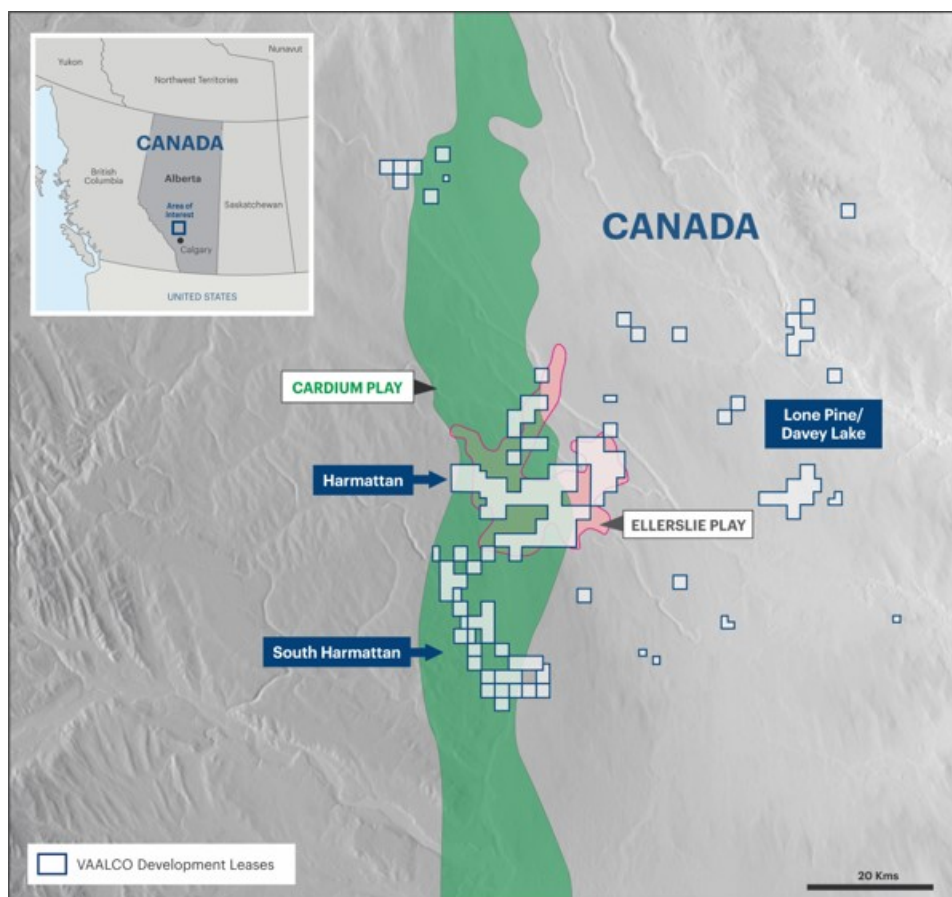 Nunavut
Yukon
Northwest Territories
CANADA
British
Columbia
Alberta
Area of
Interest
Saskatchewan
Calgary
UNITED STATES
CANADA
CARDIUM PLAY
Lone Pine/
Davey Lake
Harmattan
ELLERSLIE PLAY
South Harmattan
VAALCO Development Leases
20 Kms